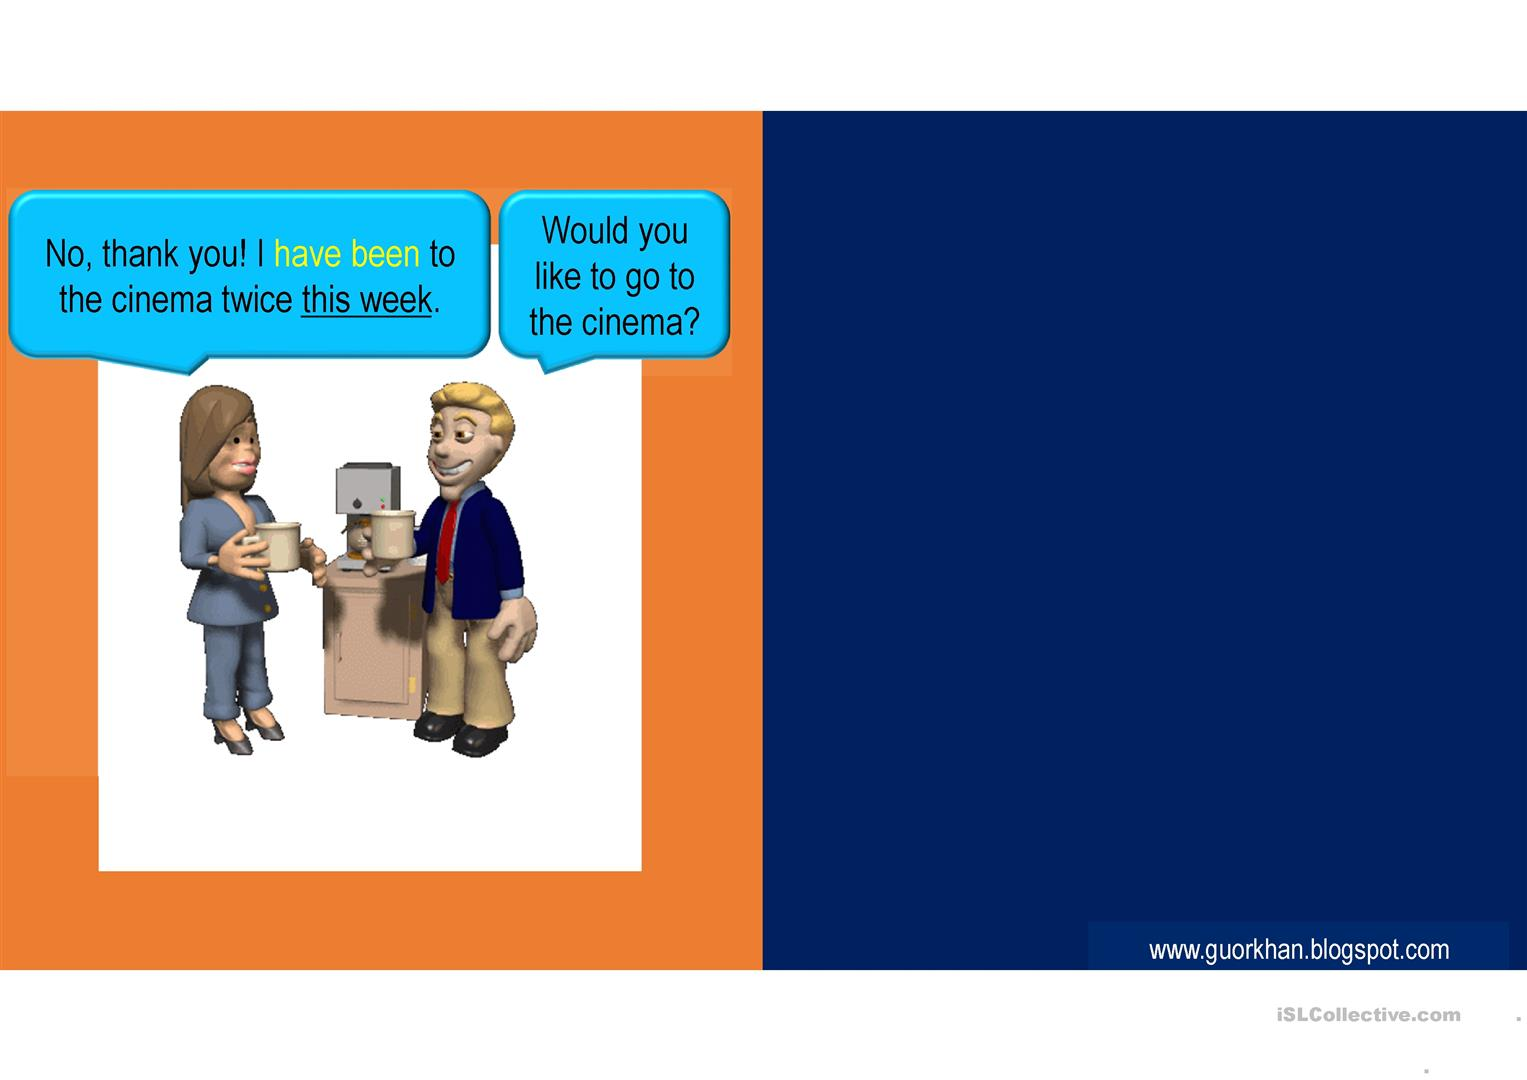 No, thank you! I have been to
the cinema twice this week.
Would you
like to go to
the cinema?
www.guorkhan.blogspot.com
iSLCollective.com